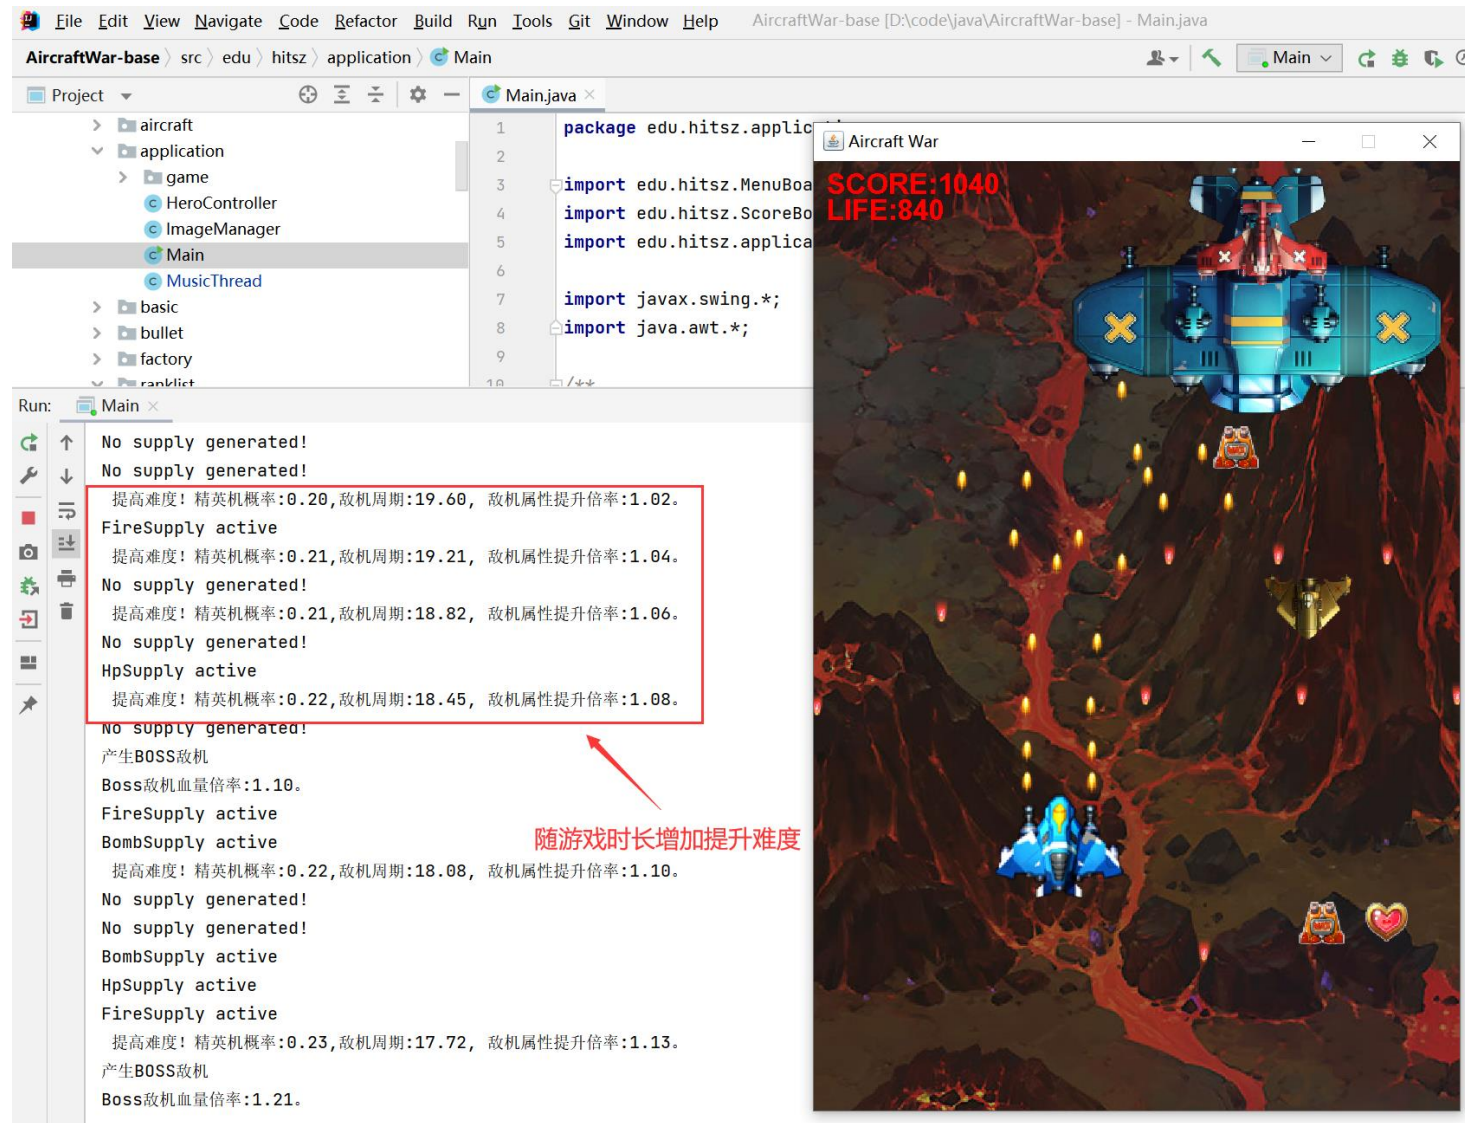 File Edit View Navigate Code Refactor Build Run Tools Git Window Help AircraftWar-base [D:\code\java\AircraftWar-base] - Main.java
AircraftWar-base src edu hitsz application Main
Main
Project
Main.java
aircraft
application
game
HeroController
ImageManager
Main
MusicThread
basic
bullet
factory
ranklist
1 package edu.hitsz.applic
2
3 import edu.hitsz.MenuBoa
4 import edu.hitsz.ScoreBo
5 import edu.hitsz.applica
6
7 import javax.swing.*;
8 import java.awt.*;
9
10 /**
Run: Main
No supply generated!
No supply generated!
提高难度！精英机概率:0.20,敌机周期:19.60, 敌机属性提升倍率:1.02。
FireSupply active
提高难度！精英机概率:0.21,敌机周期:19.21, 敌机属性提升倍率:1.04。
No supply generated!
提高难度！精英机概率:0.21,敌机周期:18.82, 敌机属性提升倍率:1.06。
No supply generated!
HpSupply active
提高难度！精英机概率:0.22,敌机周期:18.45, 敌机属性提升倍率:1.08。
No supply generated!
产生BOSS敌机
Boss敌机血量倍率:1.10。
FireSupply active
BombSupply active
提高难度！精英机概率:0.22,敌机周期:18.08, 敌机属性提升倍率:1.10。
No supply generated!
No supply generated!
BombSupply active
HpSupply active
FireSupply active
提高难度！精英机概率:0.23,敌机周期:17.72, 敌机属性提升倍率:1.13。
产生BOSS敌机
Boss敌机血量倍率:1.21。
随游戏时长增加提升难度
Aircraft War
SCORE:1040
LIFE:840